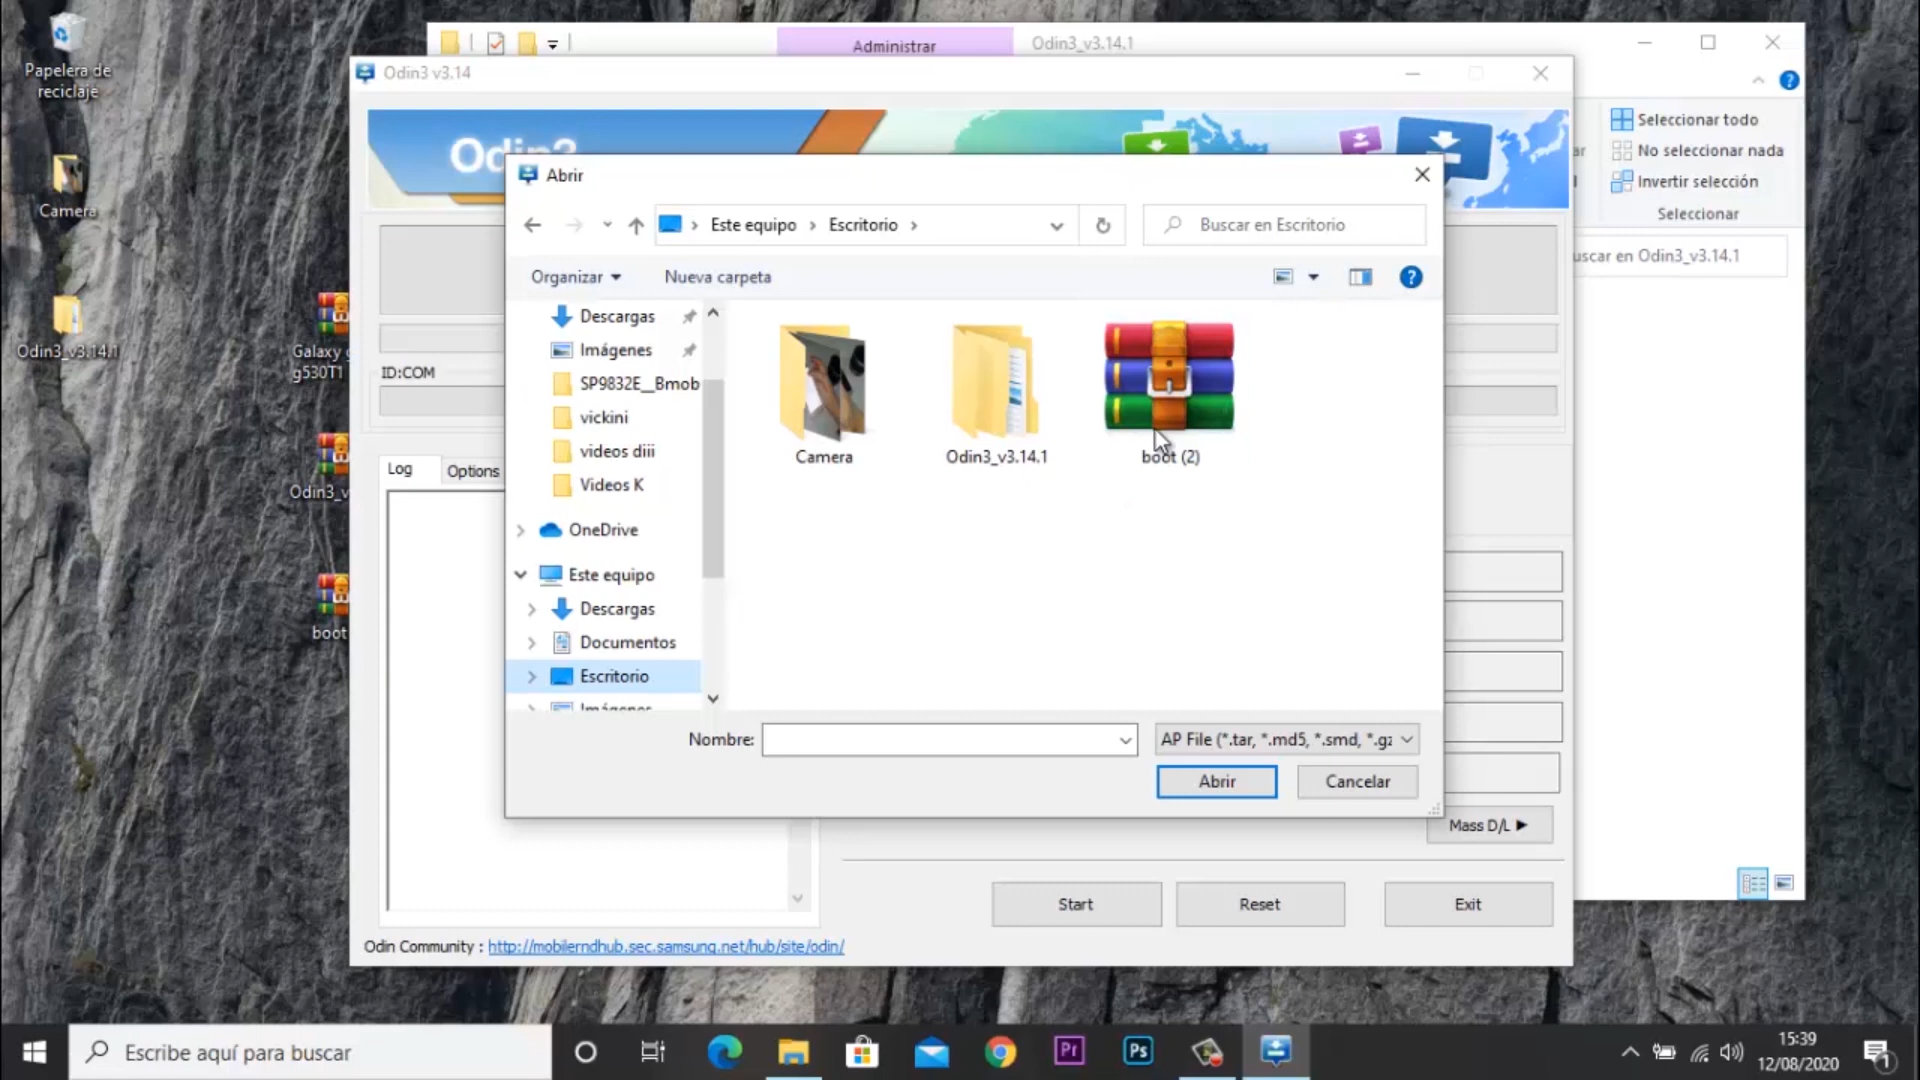 Papelera de
reciclaje
Camera
Odin3_v3.14.1
Galaxy g
g530T1
Odin3_v
boot
Administrar
Odin3_v3.14.1
Odin3 v3.14
Seleccionar todo
No seleccionar nada
Invertir selección
Seleccionar
uscar en Odin3_v3.14.1
Abrir
Este equipo
Escritorio
Buscar en Escritorio
Organizar
Nueva carpeta
Descargas
Imágenes
SP9832E__Bmob
vickini
videos diii
Videos K
OneDrive
Este equipo
Descargas
Documentos
Escritorio
Imágenes
Camera
Odin3_v3.14.1
boot (2)
Nombre:
AP File (*.tar, *.md5, *.smd, *.gz
Abrir
Cancelar
ID:COM
Log
Options
Mass D/L
Start
Reset
Exit
Odin Community : http://mobilerndhub.sec.samsung.net/hub/site/odin/
Escribe aquí para buscar
Pr
Ps
15:39
12/08/2020
1